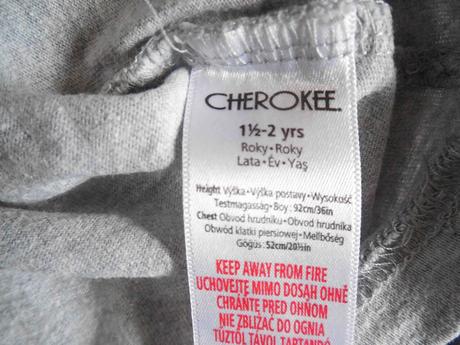 CHEROKEE.
1½-2 yrs
Roky • Roky
Lata • Év • Yaş
Height Výška • Výška postavy • Wysokość
Testmagasság • Boy : 92cm/36in
Chest Obvod hrudníku • Obvod hrudníka
Obwód klatki piersiowej • Mellbőség
Göğüs : 52cm/20½in
KEEP AWAY FROM FIRE
UCHOVEJTE MIMO DOSAH OHNĚ
CHRÁŇTE PRED OHŇOM
NIE ZBLIŻAĆ DO OGNIA
TŰZTŐL TÁVOL TARTANDÓ